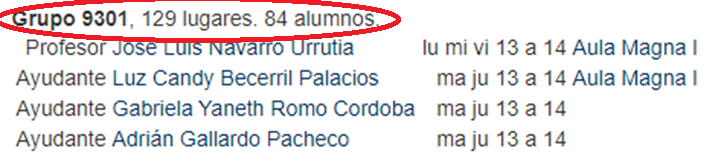 Grupo 9301, 129 lugares. 84 alumnos.
Profesor José Luis Navarro Urrutia lu mi vi 13 a 14 Aula Magna I
Ayudante Luz Candy Becerril Palacios ma ju 13 a 14 Aula Magna I
Ayudante Gabriela Yaneth Romo Cordoba ma ju 13 a 14
Ayudante Adrián Gallardo Pacheco ma ju 13 a 14